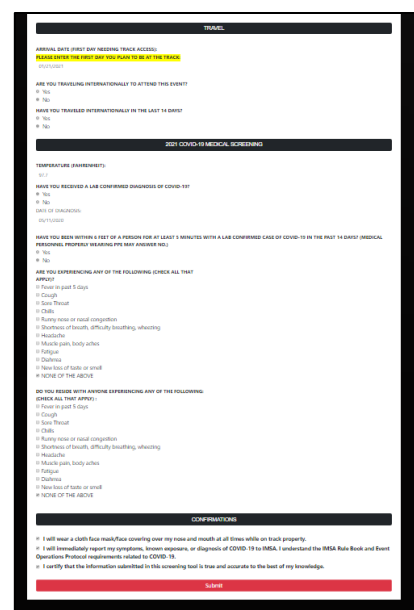 TRAVEL
ARRIVAL DATE (FIRST DAY NEEDING TRACK ACCESS):
PLEASE ENTER THE FIRST DAY YOU PLAN TO BE AT THE TRACK:
ARE YOU TRAVELING INTERNATIONALLY TO ATTEND THIS EVENT?
Yes
No
HAVE YOU TRAVELED INTERNATIONALLY IN THE LAST 14 DAYS?
Yes
No
2021 COVID-19 MEDICAL SCREENING
TEMPERATURE (FAHRENHEIT):
HAVE YOU RECEIVED A LAB CONFIRMED DIAGNOSIS OF COVID-19?
Yes
No
DATE OF DIAGNOSIS:
HAVE YOU BEEN WITHIN 6 FEET OF A PERSON FOR AT LEAST 5 MINUTES WITH A LAB CONFIRMED CASE OF COVID-19 IN THE PAST 14 DAYS? (MEDICAL
PERSONNEL PROPERLY WEARING PPE MAY ANSWER NO.)
Yes
No
ARE YOU EXPERIENCING ANY OF THE FOLLOWING (CHECK ALL THAT
APPLY)?
Fever in past 5 days
Cough
Sore Throat
Chills
Runny nose or nasal congestion
Shortness of breath, difficulty breathing, wheezing
Headache
Muscle pain, body aches
Fatigue
Diahrrea
New loss of taste or smell
NONE OF THE ABOVE
DO YOU RESIDE WITH ANYONE EXPERIENCING ANY OF THE FOLLOWING:
(CHECK ALL THAT APPLY) :
Fever in past 5 days
Cough
Sore Throat
Chills
Runny nose or nasal congestion
Shortness of breath, difficulty breathing, wheezing
Headache
Muscle pain, body aches
Fatigue
Diahrrea
New loss of taste or smell
NONE OF THE ABOVE
CONFIRMATIONS
I will wear a cloth face mask/face covering over my nose and mouth at all times while on track property.
I will immediately report my symptoms, known exposure, or diagnosis of COVID-19 to IMSA. I understand the IMSA Rule Book and Event
Operations Protocol requirements related to COVID-19.
I certify that the information submitted in this screening tool is true and accurate to the best of my knowledge.
Submit